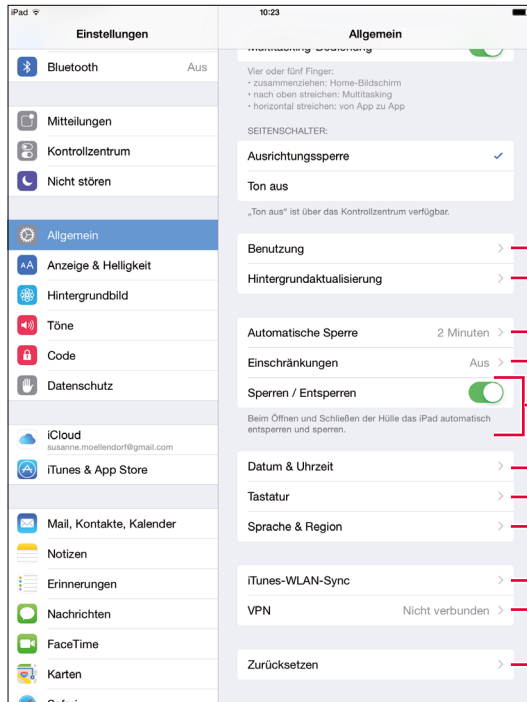 iPad
10:23
Einstellungen
Bluetooth Aus
Mitteilungen
Kontrollzentrum
Nicht stören
Allgemein
Anzeige & Helligkeit
Hintergrundbild
Töne
Code
Datenschutz
iCloud
susanne.moellendorf@gmail.com
iTunes & App Store
Mail, Kontakte, Kalender
Notizen
Erinnerungen
Nachrichten
FaceTime
Karten
Allgemein
Multitasking-Bedienung
Vier oder fünf Finger:
• zusammenziehen: Home-Bildschirm
• nach oben streichen: Multitasking
• horizontal streichen: von App zu App
SEITENSCHALTER:
Ausrichtungssperre
Ton aus
„Ton aus“ ist über das Kontrollzentrum verfügbar.
Benutzung
Hintergrundaktualisierung
Automatische Sperre 2 Minuten
Einschränkungen Aus
Sperren / Entsperren
Beim Öffnen und Schließen der Hülle das iPad automatisch
entsperren und sperren.
Datum & Uhrzeit
Tastatur
Sprache & Region
iTunes-WLAN-Sync
VPN Nicht verbunden
Zurücksetzen